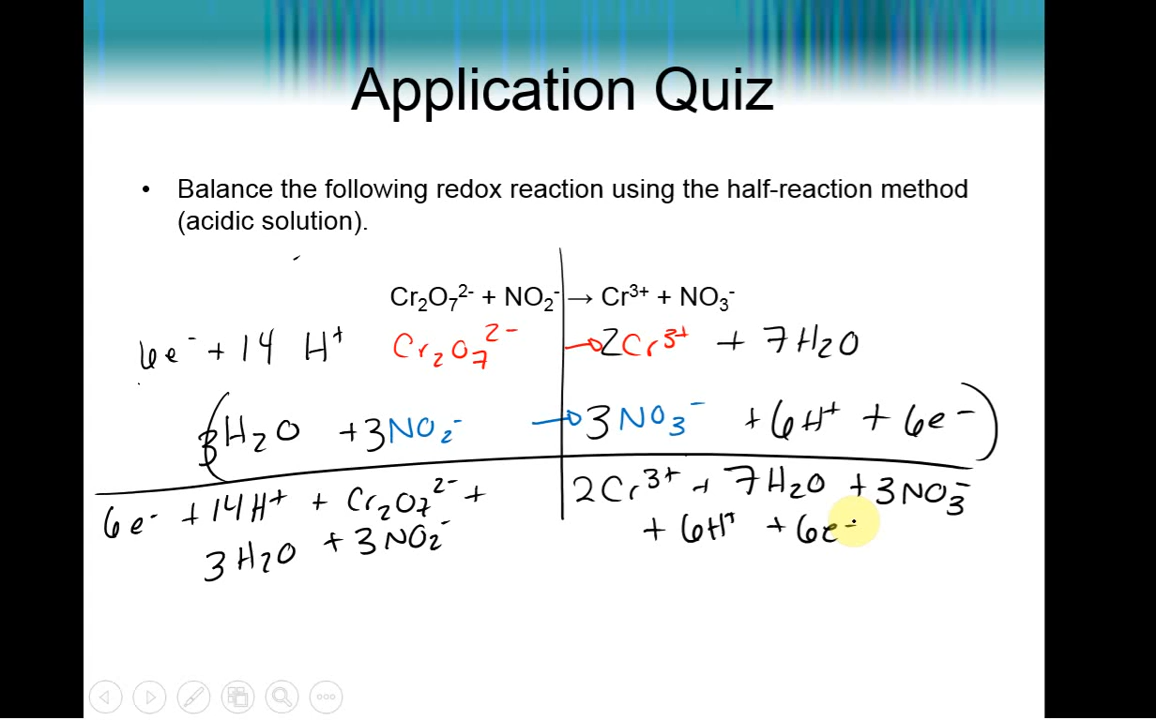 Application Quiz
• Balance the following redox reaction using the half-reaction method
(acidic solution).
Cr₂O₇²⁻ + NO₂⁻ → Cr³⁺ + NO₃⁻
6e⁻ + 14 H⁺ Cr₂O₇²⁻ → 2Cr³⁺ + 7H₂O
(3H₂O + 3NO₂⁻ → 3NO₃⁻ + 6H⁺ + 6e⁻)
6e⁻ + 14H⁺ + Cr₂O₇²⁻ + 2Cr³⁺ + 7H₂O + 3NO₃⁻
3H₂O + 3NO₂⁻ + 6H⁺ + 6e⁻